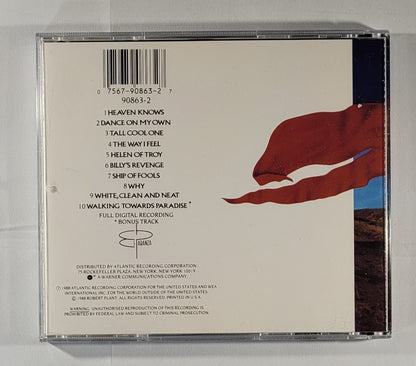 0 7567-90863-2 7
90863-2
1 HEAVEN KNOWS
2 DANCE ON MY OWN
3 TALL COOL ONE
4 THE WAY I FEEL
5 HELEN OF TROY
6 BILLY'S REVENGE
7 SHIP OF FOOLS
8 WHY
9 WHITE, CLEAN AND NEAT
10 WALKING TOWARDS PARADISE *
FULL DIGITAL RECORDING
* BONUS TRACK
ES PARANZA
DISTRIBUTED BY ATLANTIC RECORDING CORPORATION
75 ROCKEFELLER PLAZA, NEW YORK, NEW YORK 10019
A WARNER COMMUNICATIONS COMPANY.
℗ 1988 ATLANTIC RECORDING CORPORATION FOR THE UNITED STATES AND WEA
INTERNATIONAL INC. FOR THE WORLD OUTSIDE OF THE UNITED STATES.
© 1988 ROBERT PLANT. ALL RIGHTS RESERVED. PRINTED IN U.S.A.
WARNING: UNAUTHORISED REPRODUCTION OF THIS RECORDING IS
PROHIBITED BY FEDERAL LAW AND SUBJECT TO CRIMINAL PROSECUTION.